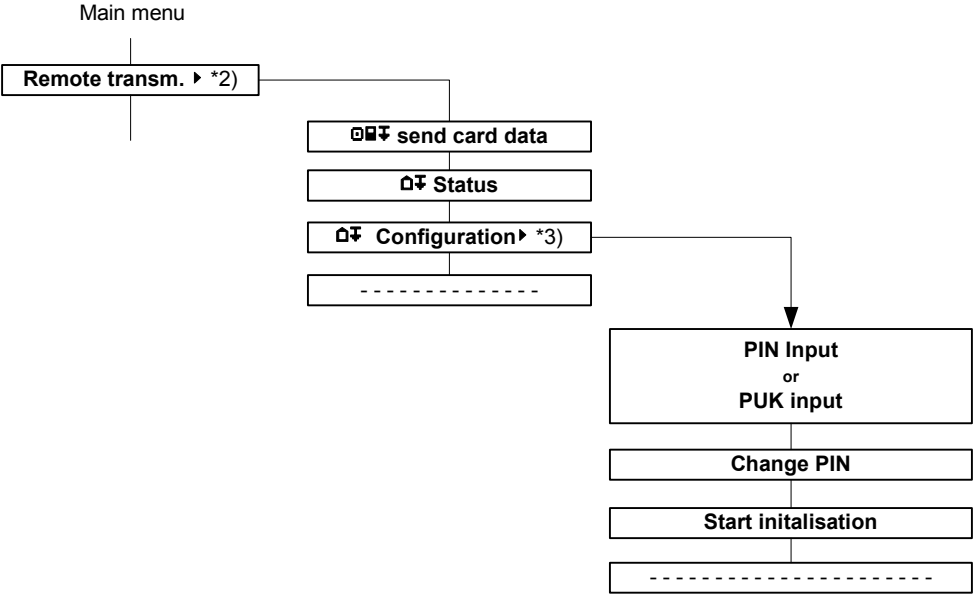 Main menu
Remote transm. ▶ *2)
send card data
Status
Configuration ▶ *3)
- - - - - - - - - - - - - -
PIN Input
or
PUK input
Change PIN
Start initalisation
- - - - - - - - - - - - - - - - - - - - - -